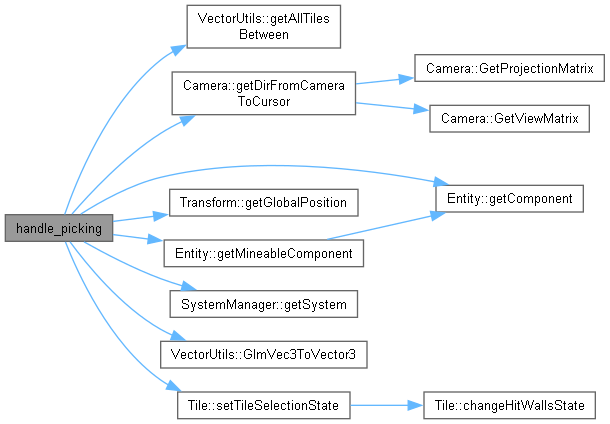 VectorUtils::getAllTiles
Between
Camera::getDirFromCamera
ToCursor
Camera::GetProjectionMatrix
Camera::GetViewMatrix
Entity::getComponent
Transform::getGlobalPosition
handle_picking
Entity::getMineableComponent
SystemManager::getSystem
VectorUtils::GlmVec3ToVector3
Tile::setTileSelectionState
Tile::changeHitWallsState